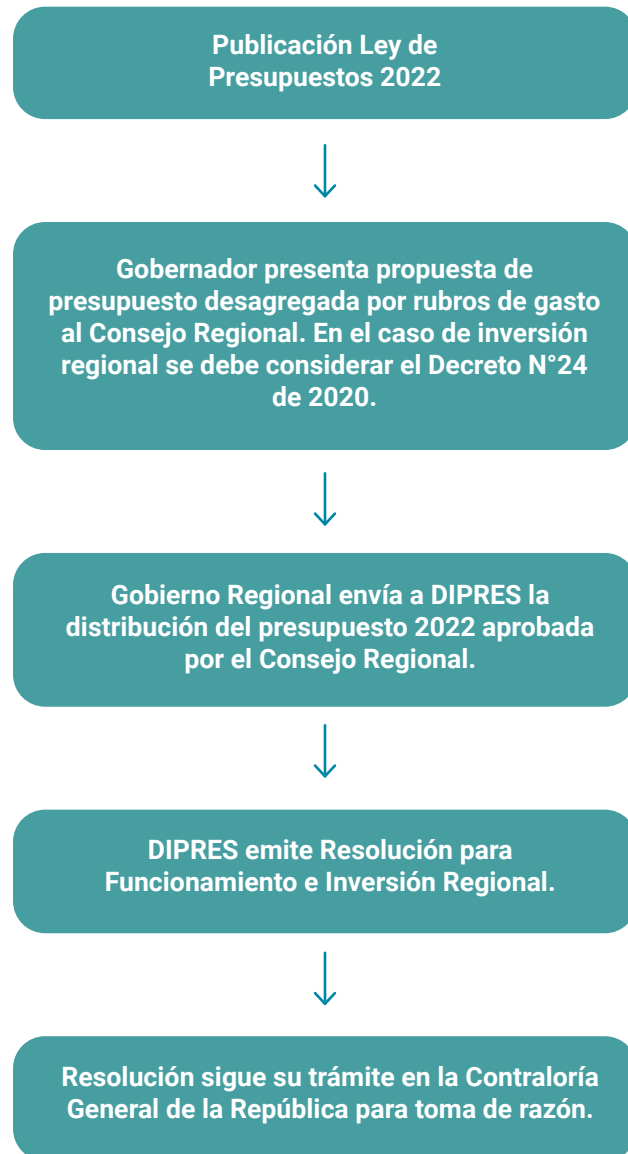 Publicación Ley de
Presupuestos 2022
Gobernador presenta propuesta de
presupuesto desagregada por rubros de gasto
al Consejo Regional. En el caso de inversión
regional se debe considerar el Decreto N°24
de 2020.
Gobierno Regional envía a DIPRES la
distribución del presupuesto 2022 aprobada
por el Consejo Regional.
DIPRES emite Resolución para
Funcionamiento e Inversión Regional.
Resolución sigue su trámite en la Contraloría
General de la República para toma de razón.